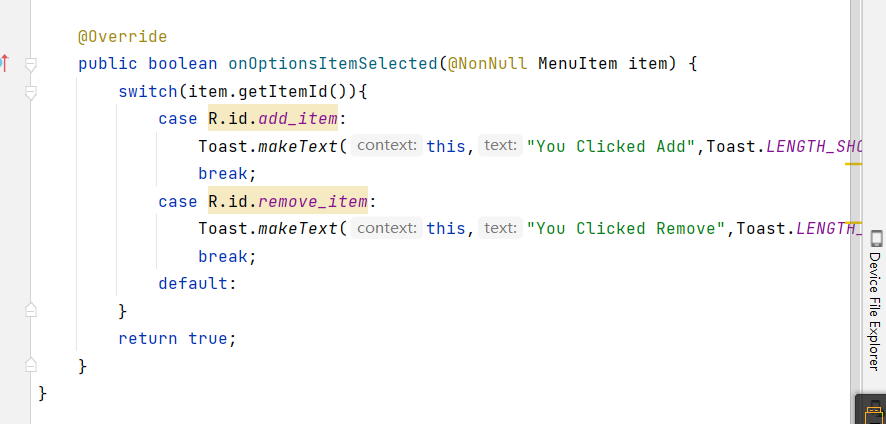 @Override
public boolean onOptionsItemSelected(@NonNull MenuItem item) {
switch(item.getItemId()){
case R.id.add_item:
Toast.makeText( context: this, text: "You Clicked Add",Toast.LENGTH_SHO
break;
case R.id.remove_item:
Toast.makeText( context: this, text: "You Clicked Remove",Toast.LENGTH_
break;
default:
}
return true;
}
}
Device File Explorer